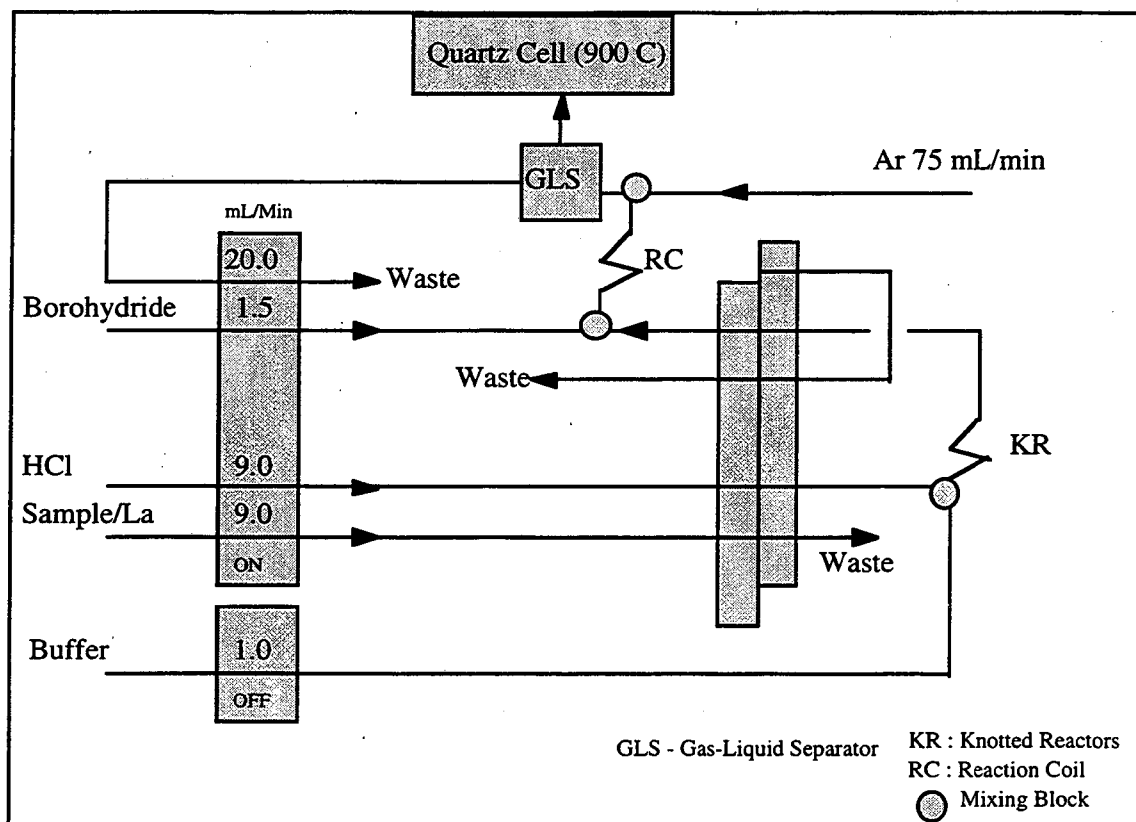 Quartz Cell (900 C)
GLS
Ar 75 mL/min
mL/Min
20.0
Waste
RC
Borohydride
1.5
Waste
KR
HCl
9.0
Sample/La
9.0
Waste
ON
Buffer
1.0
OFF
GLS - Gas-Liquid Separator
KR : Knotted Reactors
RC : Reaction Coil
Mixing Block